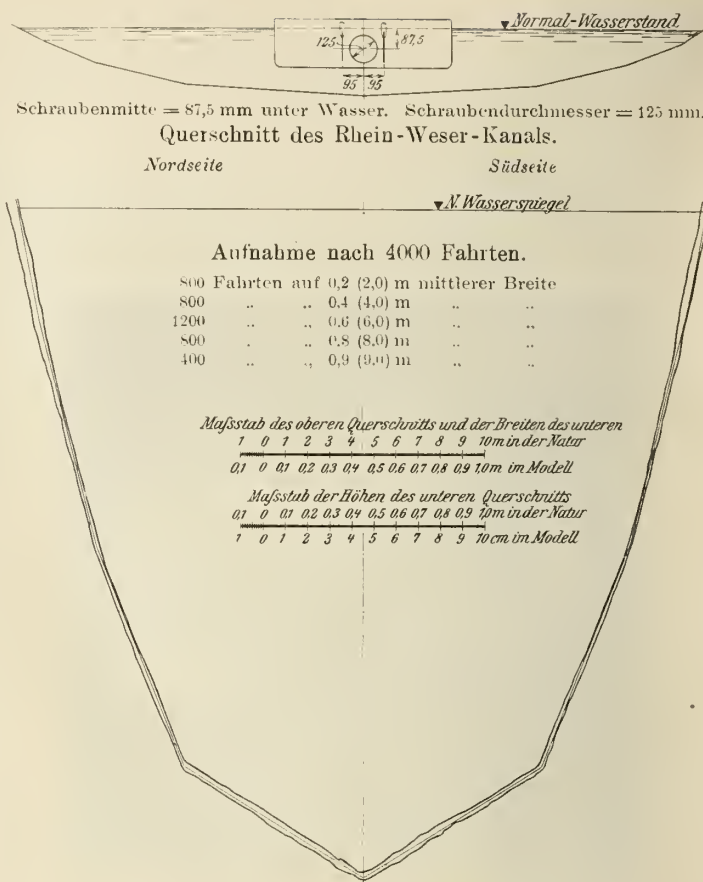 ▼Normal-Wasserstand
125
87,5
95 95
Schraubenmitte = 87,5 mm unter Wasser. Schraubendurchmesser = 125 mm.
Querschnitt des Rhein-Weser-Kanals.
Nordseite Südseite
▼N. Wasserspiegel
Aufnahme nach 4000 Fahrten.
800 Fahrten auf 0,2 (2,0) m mittlerer Breite
800 .. .. 0,4 (4,0) m .. ..
1200 .. .. 0,6 (6,0) m .. „
800 . .. 0,8 (8,0) m .. ..
400 .. „ 0,9 (9,0) m .. ..
Maſsstab des oberen Querschnitts und der Breiten des unteren
1 0 1 2 3 4 5 6 7 8 9 10 m in der Natur
0,1 0 0,1 0,2 0,3 0,4 0,5 0,6 0,7 0,8 0,9 1,0 m im Modell
Maſsstab der Höhen des unteren Querschnitts
0,1 0 0,1 0,2 0,3 0,4 0,5 0,6 0,7 0,8 0,9 1,0 m in der Natur
1 0 1 2 3 4 5 6 7 8 9 10 cm im Modell